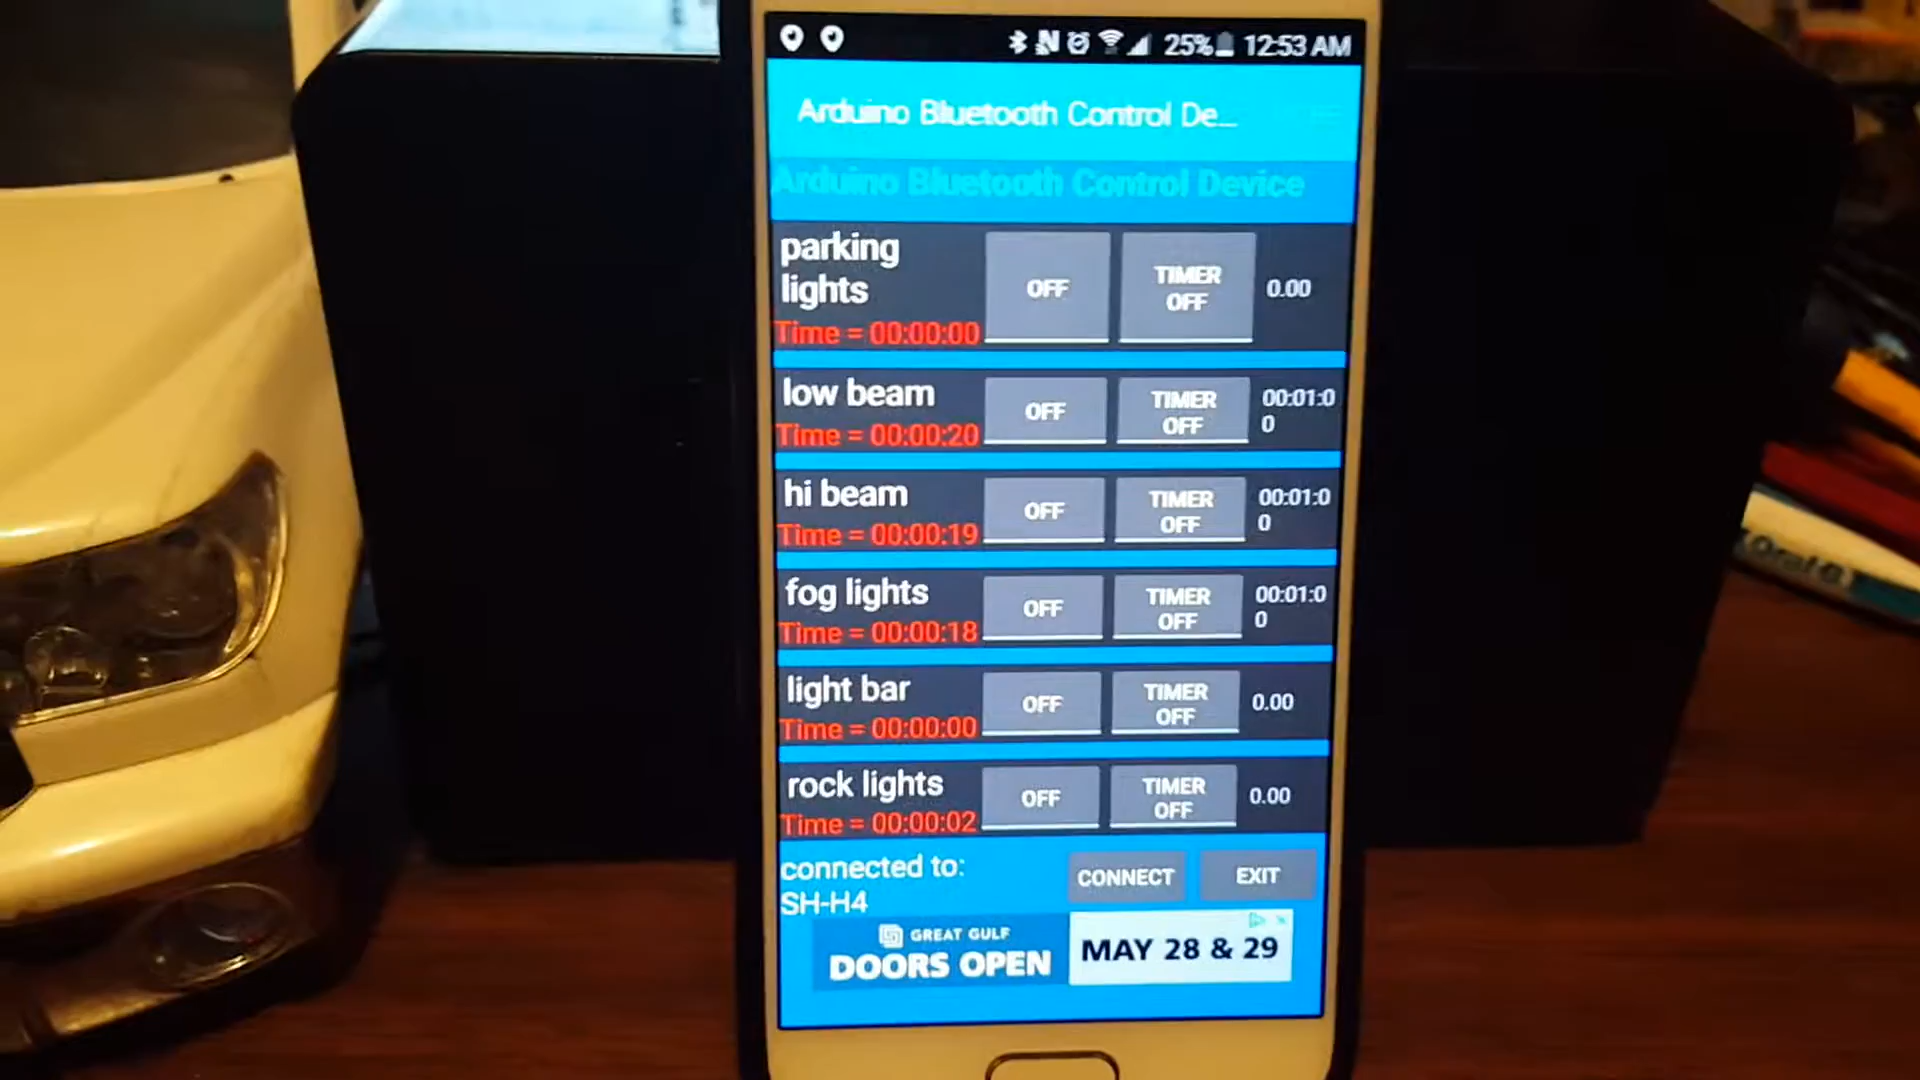 25% 12:53 AM
Arduino Bluetooth Control De...
Arduino Bluetooth Control Device
parking
lights
Time = 00:00:00
OFF
TIMER
OFF
0.00
low beam
Time = 00:00:20
OFF
TIMER
OFF
00:01:0
0
hi beam
Time = 00:00:19
OFF
TIMER
OFF
00:01:0
0
fog lights
Time = 00:00:18
OFF
TIMER
OFF
00:01:0
0
light bar
Time = 00:00:00
OFF
TIMER
OFF
0.00
rock lights
Time = 00:00:02
OFF
TIMER
OFF
0.00
connected to:
SH-H4
CONNECT
EXIT
GREAT GULF
DOORS OPEN
MAY 28 & 29